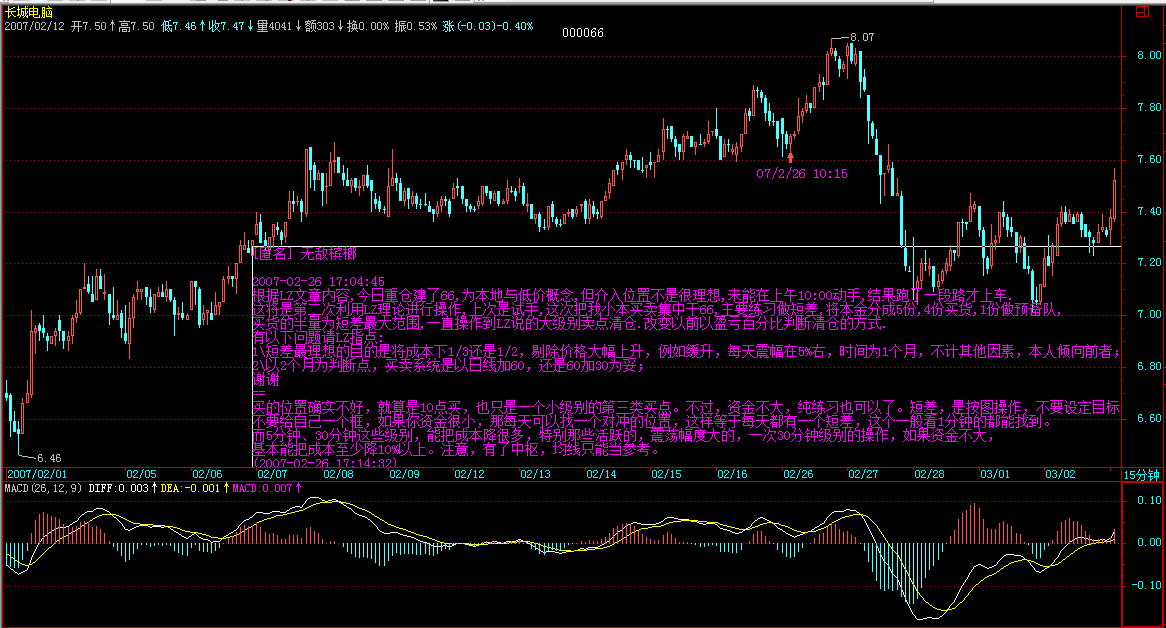 长城电脑
2007/02/12 开7.50↑高7.50 低7.46↑收7.47↓量4041↓额303↓换0.00% 振0.53% 涨(-0.03)-0.40%
000066
8.07
8.00
7.80
7.60
07/2/26 10:15
7.40
7.20
[匿名] 无敌槟榔
2007-02-26 17:04:45
根据LZ文章内容,今日重仓建了66,为本地与低价概念,但介入位置不是很理想,未能在上午10:00动手,结果跑了一段路才上车.
这将是第二次利用LZ理论进行操作,上次是试手,这次把我小本买卖集中于66,主要练习做短差,将本金分成5份,4份买货,1份做预备队,
买货的半量为短差最大范围,一直操作到LZ说的大级别卖点清仓.改变以前以盈亏百分比判断清仓的方式.
有以下问题请LZ指点:
1\短差最理想的目的是将成本下1/3还是1/2，剔除价格大幅上升，例如缓升，每天震幅在5%右，时间为1个月，不计其他因素，本人倾向前者；
2\以2个月为判断点，买卖系统是以日线加60，还是60加30为妥；
谢谢
==
买的位置确实不好，就算是10点买，也只是一个小级别的第三类买点。不过，资金不大，纯练习也可以了。短差，是按图操作，不要设定目标
不要给自己一个框，如果你资金很小，那每天可以找一个对冲的位置，这样等于每天都有一个短差，这个一般看1分钟的都能找到。
而5分钟、30分钟这些级别，能把成本降很多，特别那些活跃的，震荡幅度大的，一次30分钟级别的操作，如果资金不大，
基本能把成本至少降10%以上。注意，有了中枢，均线只能当参考。
(2007-02-26 17:14:32)
7.00
6.80
6.60
6.46
2007/02/01 02/05 02/06 02/07 02/08 02/09 02/12 02/13 02/14 02/15 02/16 02/26 02/27 02/28 03/01 03/02 15分钟
MACD(26,12,9) DIFF:0.003↑DEA:-0.001↑MACD:0.007↑
0.10
0.00
-0.10